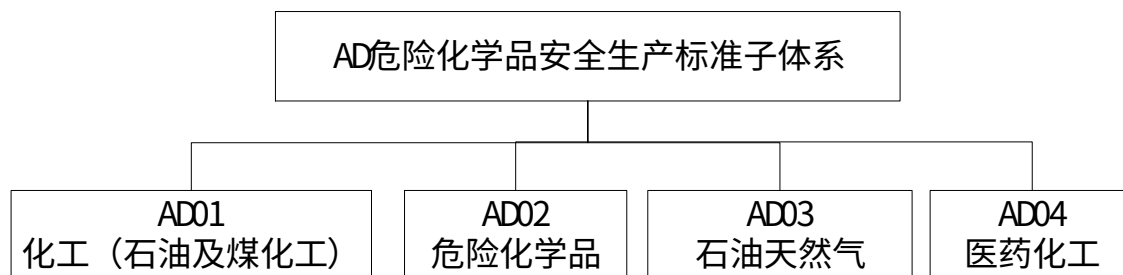 AD危险化学品安全生产标准子体系
AD01
化工（石油及煤化工）
AD02
危险化学品
AD03
石油天然气
AD04
医药化工